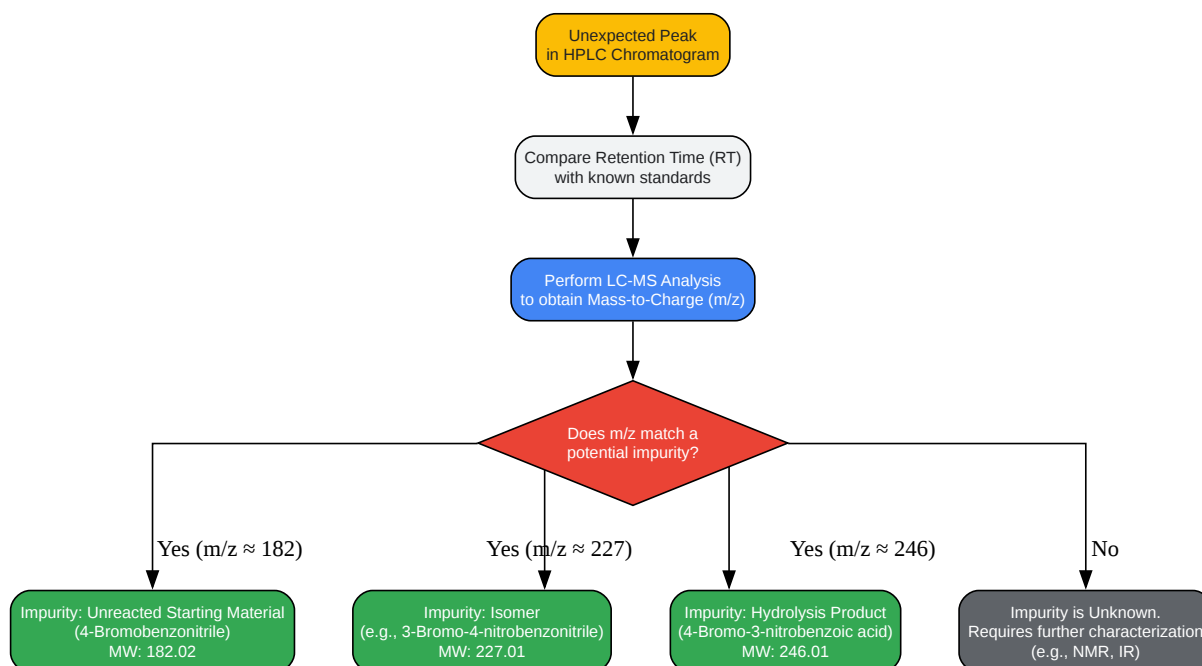 Unexpected Peak
in HPLC Chromatogram
Compare Retention Time (RT)
with known standards
Perform LC-MS Analysis
to obtain Mass-to-Charge (m/z)
Does m/z match a
potential impurity?
Yes (m/z ≈ 182)
Yes (m/z ≈ 227)
Yes (m/z ≈ 246)
No
Impurity: Unreacted Starting Material
(4-Bromobenzonitrile)
MW: 182.02
Impurity: Isomer
(e.g., 3-Bromo-4-nitrobenzonitrile)
MW: 227.01
Impurity: Hydrolysis Product
(4-Bromo-3-nitrobenzoic acid)
MW: 246.01
Impurity is Unknown.
Requires further characterization
(e.g., NMR, IR)